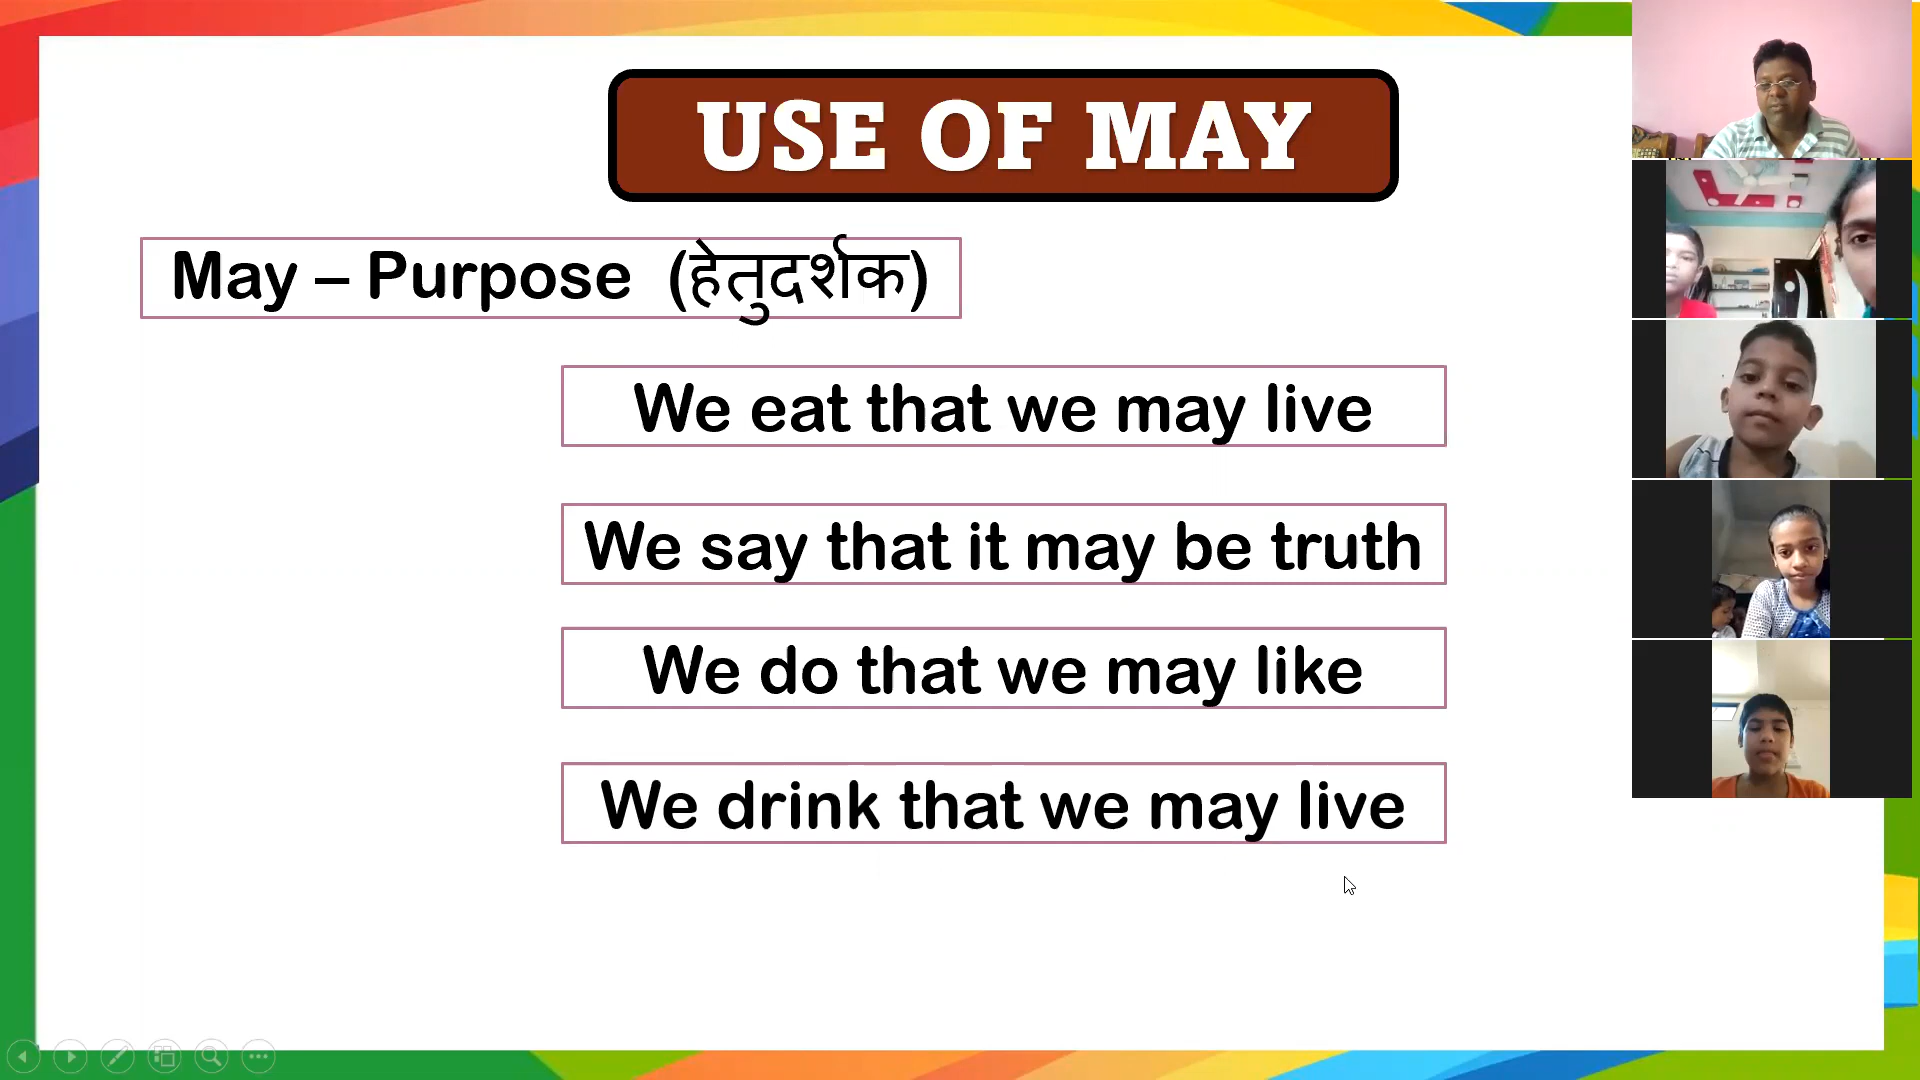 USE OF MAY
May – Purpose (हेतुदर्शक)
We eat that we may live
We say that it may be truth
We do that we may like
We drink that we may live